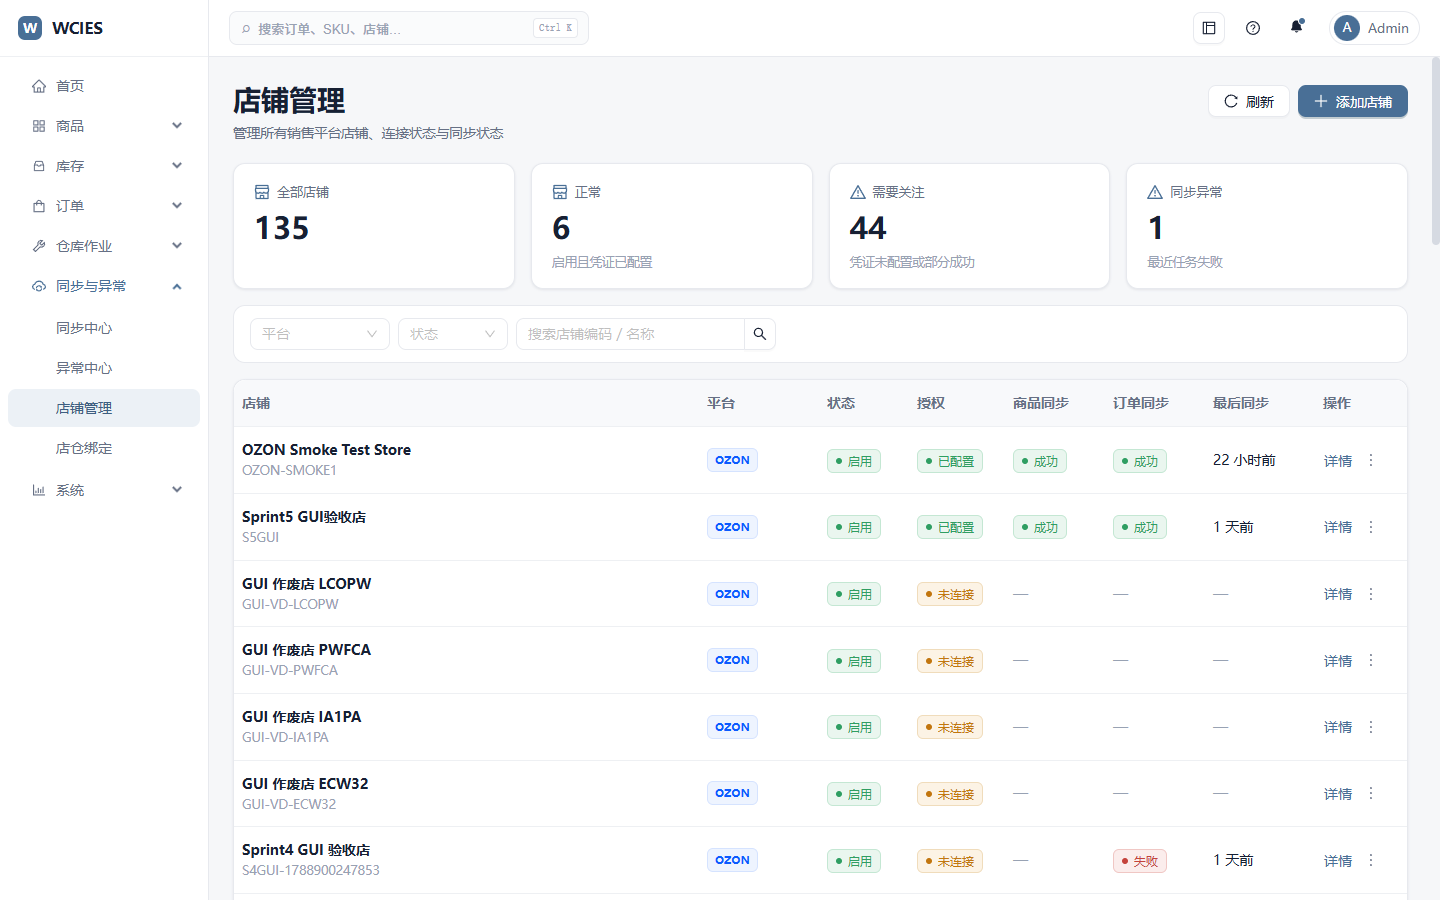 W WCIES
搜索订单、SKU、店铺... Ctrl K
A Admin
首页
商品
库存
订单
仓库作业
同步与异常
同步中心
异常中心
店铺管理
店仓绑定
系统
店铺管理
管理所有销售平台店铺、连接状态与同步状态
刷新
添加店铺
全部店铺
135
正常
6
启用且凭证已配置
需要关注
44
凭证未配置或部分成功
同步异常
1
最近任务失败
平台
状态
搜索店铺编码 / 名称
店铺 平台 状态 授权 商品同步 订单同步 最后同步 操作
OZON Smoke Test Store
OZON-SMOKE1
OZON 启用 已配置 成功 成功 22 小时前 详情
Sprint5 GUI验收店
S5GUI
OZON 启用 已配置 成功 成功 1 天前 详情
GUI 作废店 LCOPW
GUI-VD-LCOPW
OZON 启用 未连接 — — — 详情
GUI 作废店 PWFCA
GUI-VD-PWFCA
OZON 启用 未连接 — — — 详情
GUI 作废店 IA1PA
GUI-VD-IA1PA
OZON 启用 未连接 — — — 详情
GUI 作废店 ECW32
GUI-VD-ECW32
OZON 启用 未连接 — — — 详情
Sprint4 GUI 验收店
S4GUI-1788900247853
OZON 启用 未连接 — 失败 1 天前 详情